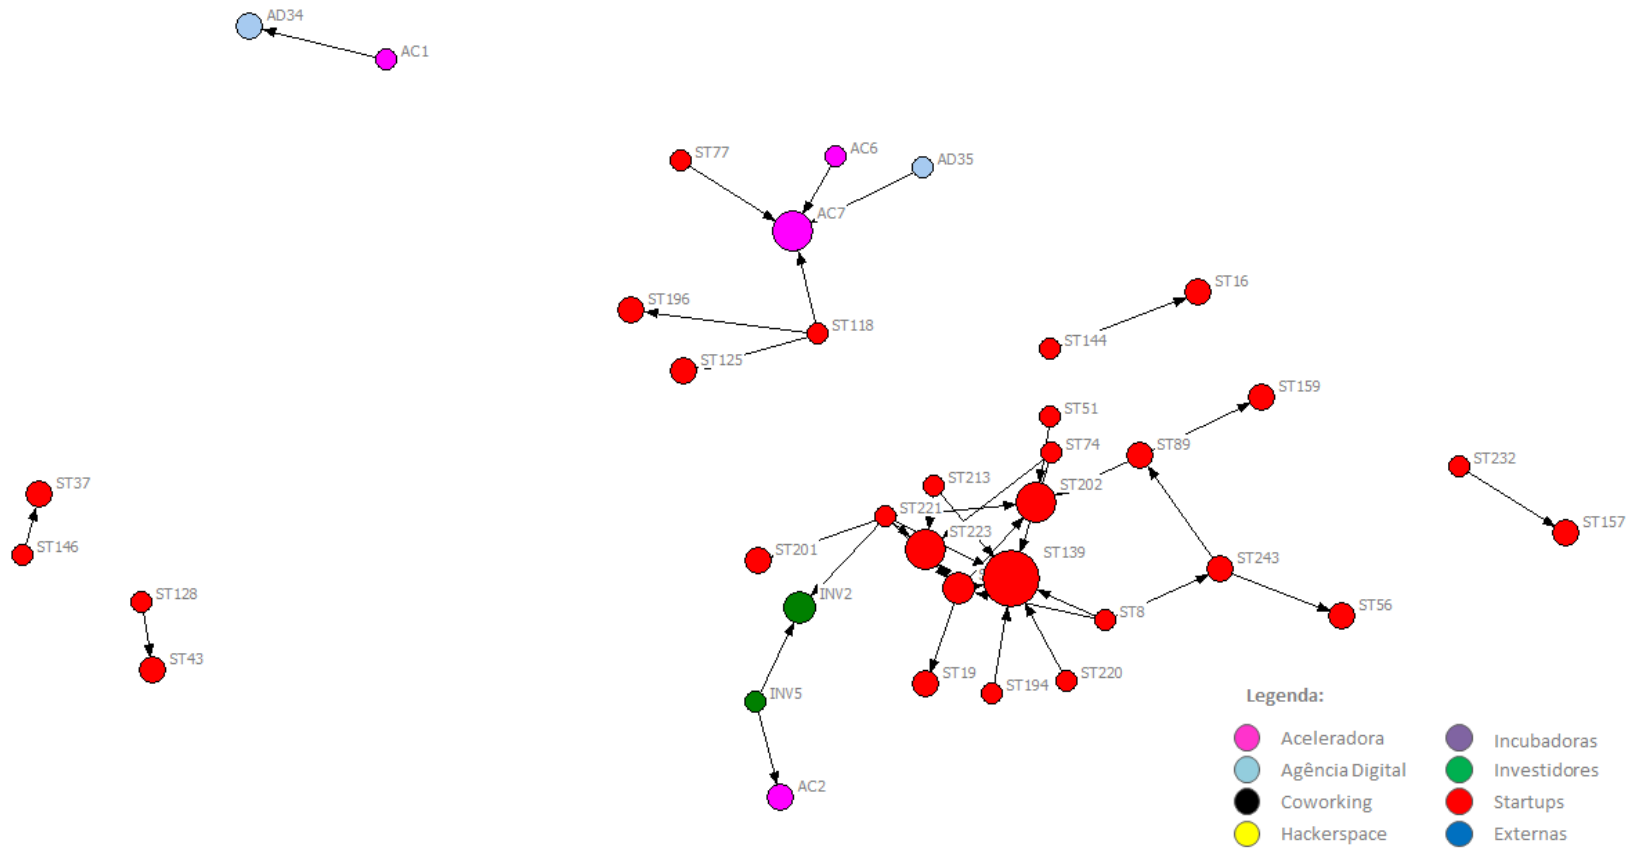 AD34
AC1
ST77
AC6
AD35
AC7
ST16
ST196
ST118
ST144
ST125
ST159
ST51
ST74
ST89
ST232
ST213
ST202
ST37
ST221
ST157
ST223
ST146
ST201
ST139
ST243
INV2
ST128
ST8
ST56
ST43
ST19
ST194
ST220
INV5
AC2
Legenda:
Aceleradora
Agência Digital
Coworking
Hackerspace
Incubadoras
Investidores
Startups
Externas